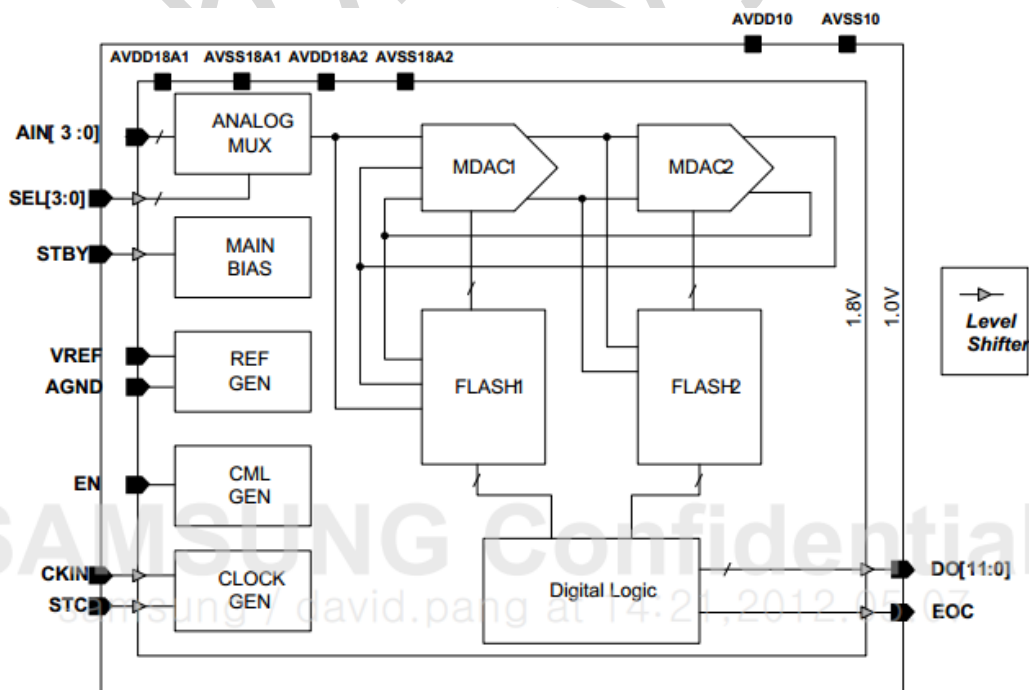 AVDD10 AVSS10
AVDD18A1 AVSS18A1 AVDD18A2 AVSS18A2
AIN[ 3 :0]
ANALOG
MUX
MDAC1
MDAC2
SEL[3:0]
STBY
MAIN
BIAS
1.8V
1.0V
Level
Shifter
VREF
AGND
REF
GEN
FLASH1
FLASH2
EN
CML
GEN
SAMSUNG Confidential
CKIN
STC
CLOCK
GEN
Digital Logic
DO[11:0]
EOC
samsung / david.pang at 14:21,2012.05.07